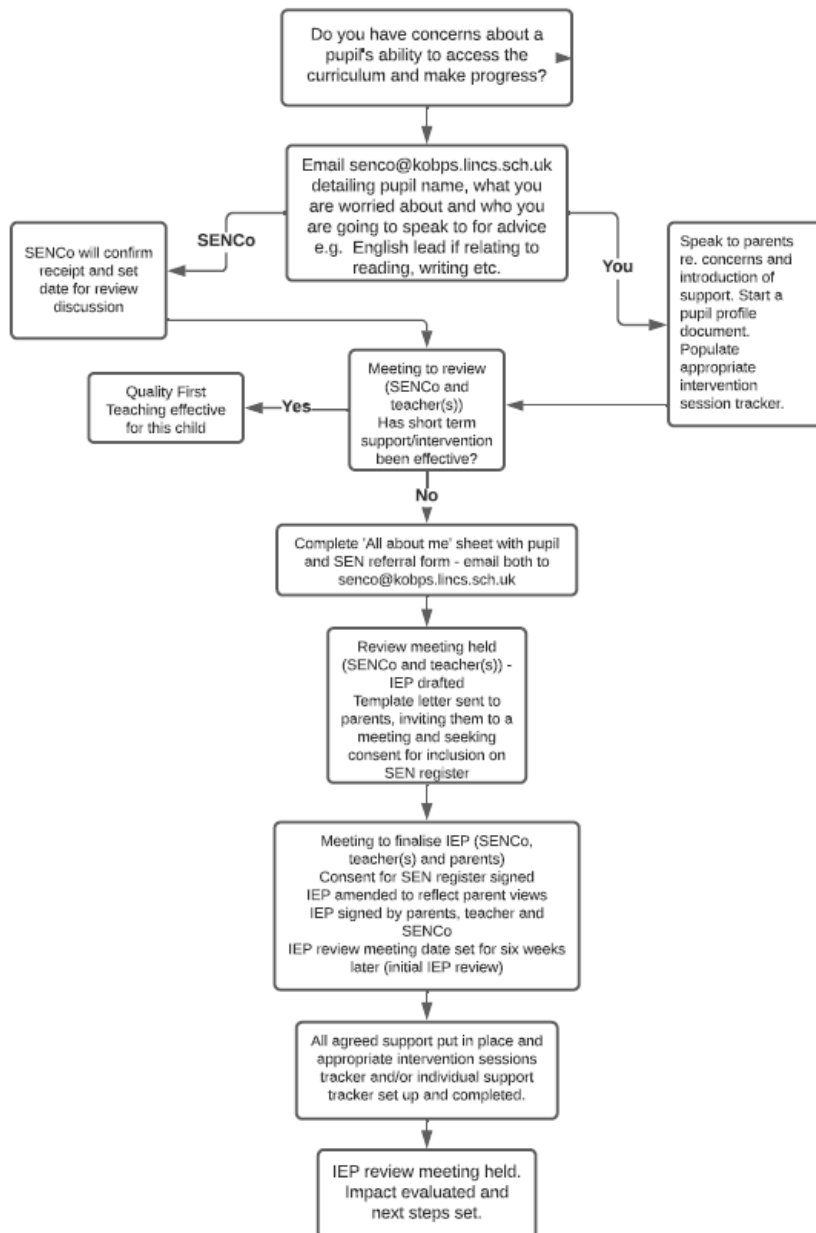 Do you have concerns about a
pupil's ability to access the
curriculum and make progress?
Email senco@kobps.lincs.sch.uk
detailing pupil name, what you
are worried about and who you
are going to speak to for advice
e.g. English lead if relating to
reading, writing etc.
SENCo
SENCo will confirm
receipt and set
date for review
discussion
You
Speak to parents
re. concerns and
introduction of
support. Start a
pupil profile
document.
Populate
appropriate
intervention
session tracker.
Meeting to review
(SENCo and
teacher(s))
Has short term
support/intervention
been effective?
Yes
Quality First
Teaching effective
for this child
No
Complete 'All about me' sheet with pupil
and SEN referral form - email both to
senco@kobps.lincs.sch.uk
Review meeting held
(SENCo and teacher(s)) -
IEP drafted
Template letter sent to
parents, inviting them to a
meeting and seeking
consent for inclusion on
SEN register
Meeting to finalise IEP (SENCo,
teacher(s) and parents)
Consent for SEN register signed
IEP amended to reflect parent views
IEP signed by parents, teacher and
SENCo
IEP review meeting date set for six weeks
later (initial IEP review)
All agreed support put in place and
appropriate intervention sessions
tracker and/or individual support
tracker set up and completed.
IEP review meeting held.
Impact evaluated and
next steps set.